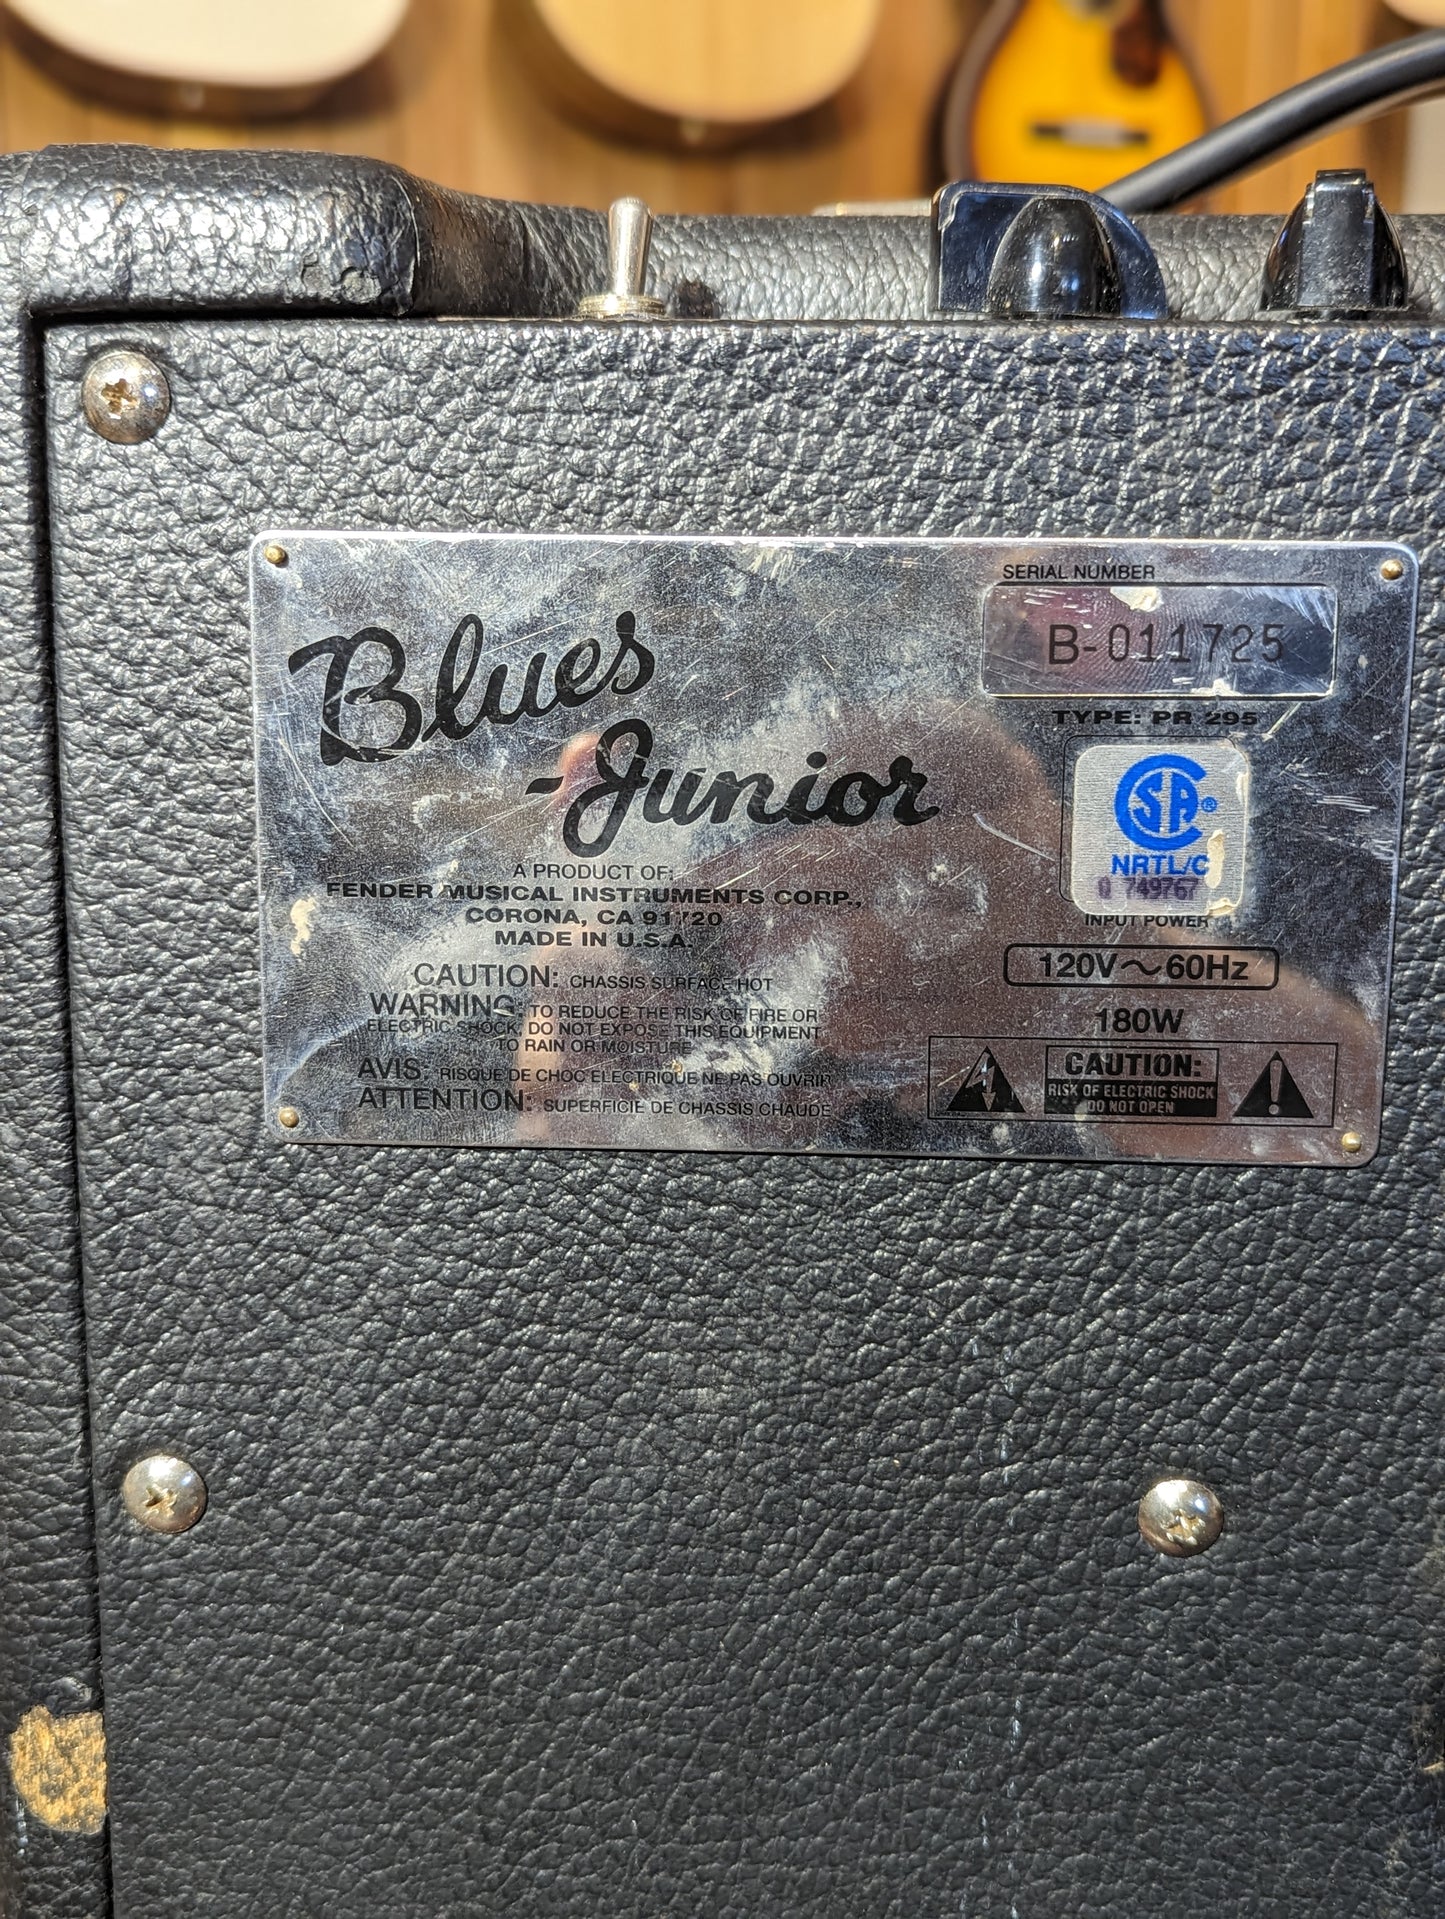 Blues
-Junior
A PRODUCT OF:
FENDER MUSICAL INSTRUMENTS CORP.,
CORONA, CA 91720
MADE IN U.S.A.
CAUTION: CHASSIS SURFACE HOT
WARNING: TO REDUCE THE RISK OF FIRE OR
ELECTRIC SHOCK, DO NOT EXPOSE THIS EQUIPMENT
TO RAIN OR MOISTURE
AVIS: RISQUE DE CHOC ELECTRIQUE NE PAS OUVRIR
ATTENTION: SUPERFICIE DE CHASSIS CHAUDE
SERIAL NUMBER
B-011725
TYPE: PR 295
CSA®
NRTL/C
Q 749767
INPUT POWER
120V~60Hz
180W
CAUTION:
RISK OF ELECTRIC SHOCK
DO NOT OPEN